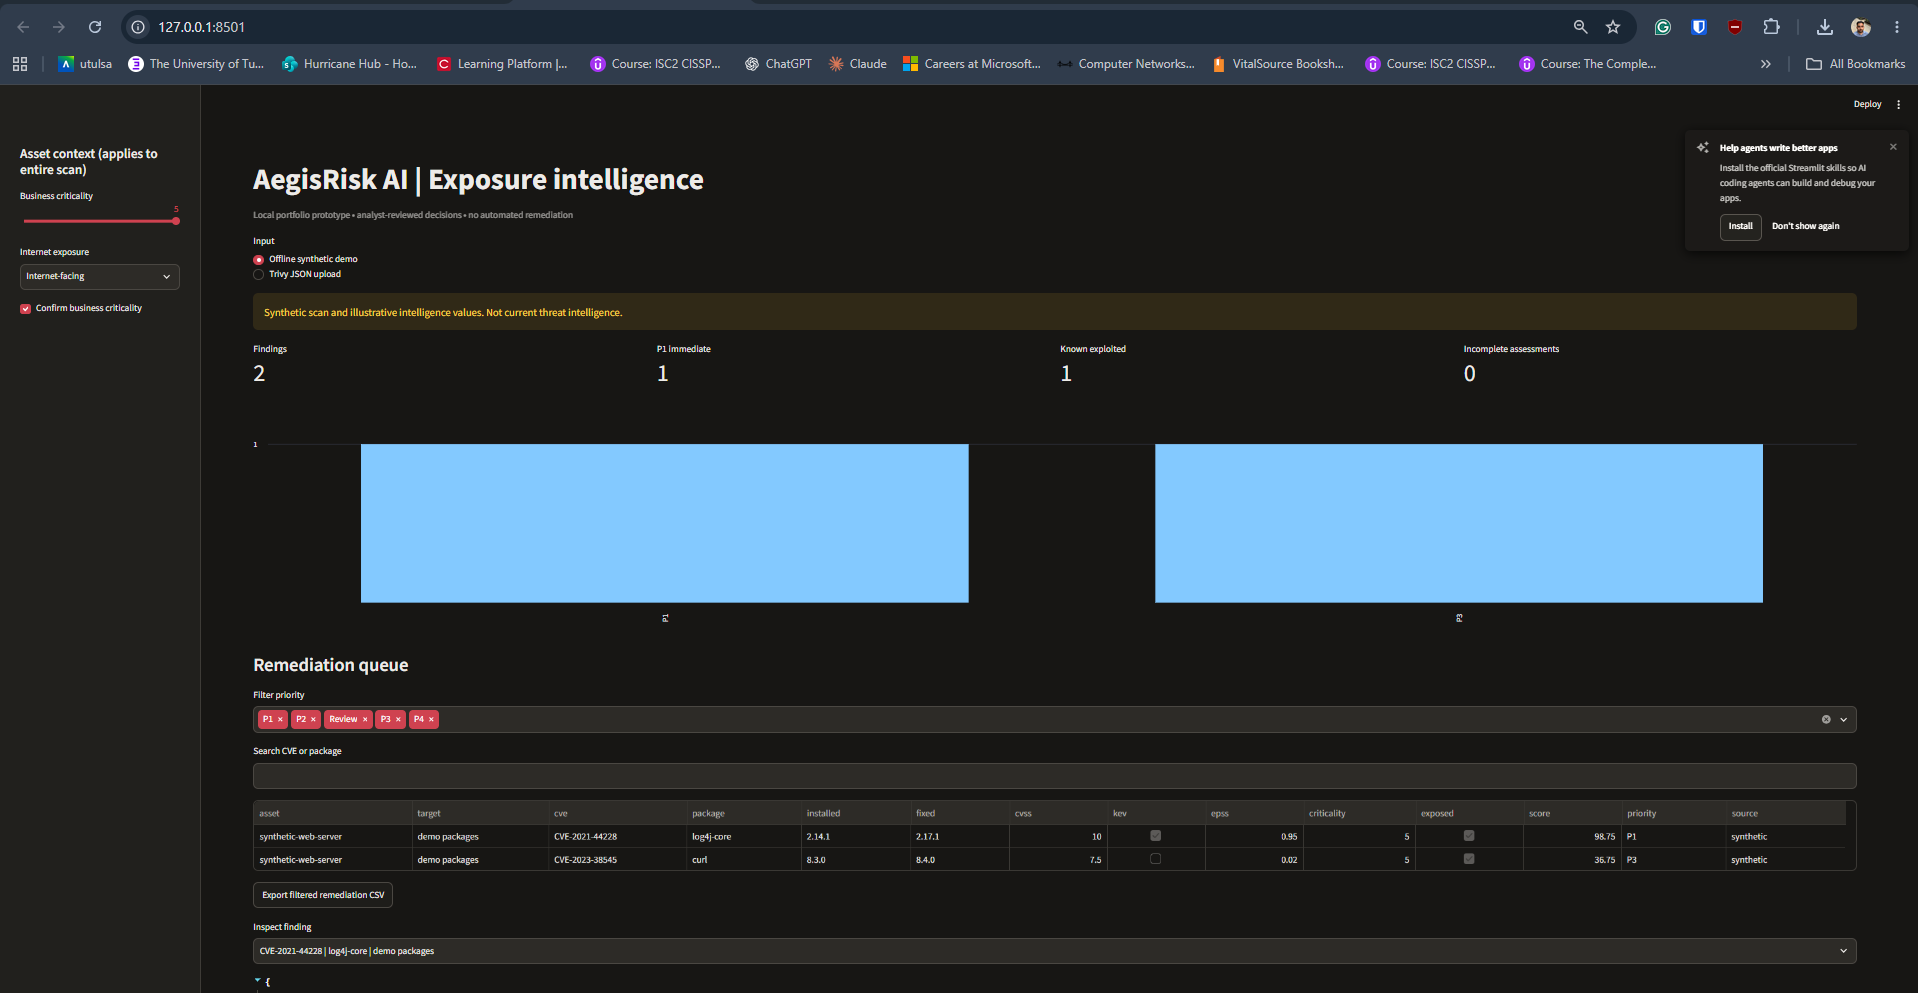 127.0.0.1:8501
utulsa
The University of Tu...
Hurricane Hub - Ho...
Learning Platform |...
Course: ISC2 CISSP...
ChatGPT
Claude
Careers at Microsoft...
Computer Networks...
VitalSource Booksh...
Course: ISC2 CISSP...
Course: The Comple...
All Bookmarks
Deploy
Help agents write better apps
Install the official Streamlit skills so AI
coding agents can build and debug your
apps.
Install
Don't show again
Asset context (applies to
entire scan)
Business criticality
5
Internet exposure
Internet-facing
Confirm business criticality
AegisRisk AI | Exposure intelligence
Local portfolio prototype • analyst-reviewed decisions • no automated remediation
Input
Offline synthetic demo
Trivy JSON upload
Synthetic scan and illustrative intelligence values. Not current threat intelligence.
Findings
2
P1 immediate
1
Known exploited
1
Incomplete assessments
0
1
P1
P3
Remediation queue
Filter priority
P1 × P2 × Review × P3 × P4 ×
Search CVE or package
asset target cve package installed fixed cvss kev epss criticality exposed score priority source
synthetic-web-server demo packages CVE-2021-44228 log4j-core 2.14.1 2.17.1 10 0.95 5 98.75 P1 synthetic
synthetic-web-server demo packages CVE-2023-38545 curl 8.3.0 8.4.0 7.5 0.02 5 36.75 P3 synthetic
Export filtered remediation CSV
Inspect finding
CVE-2021-44228 | log4j-core | demo packages
{